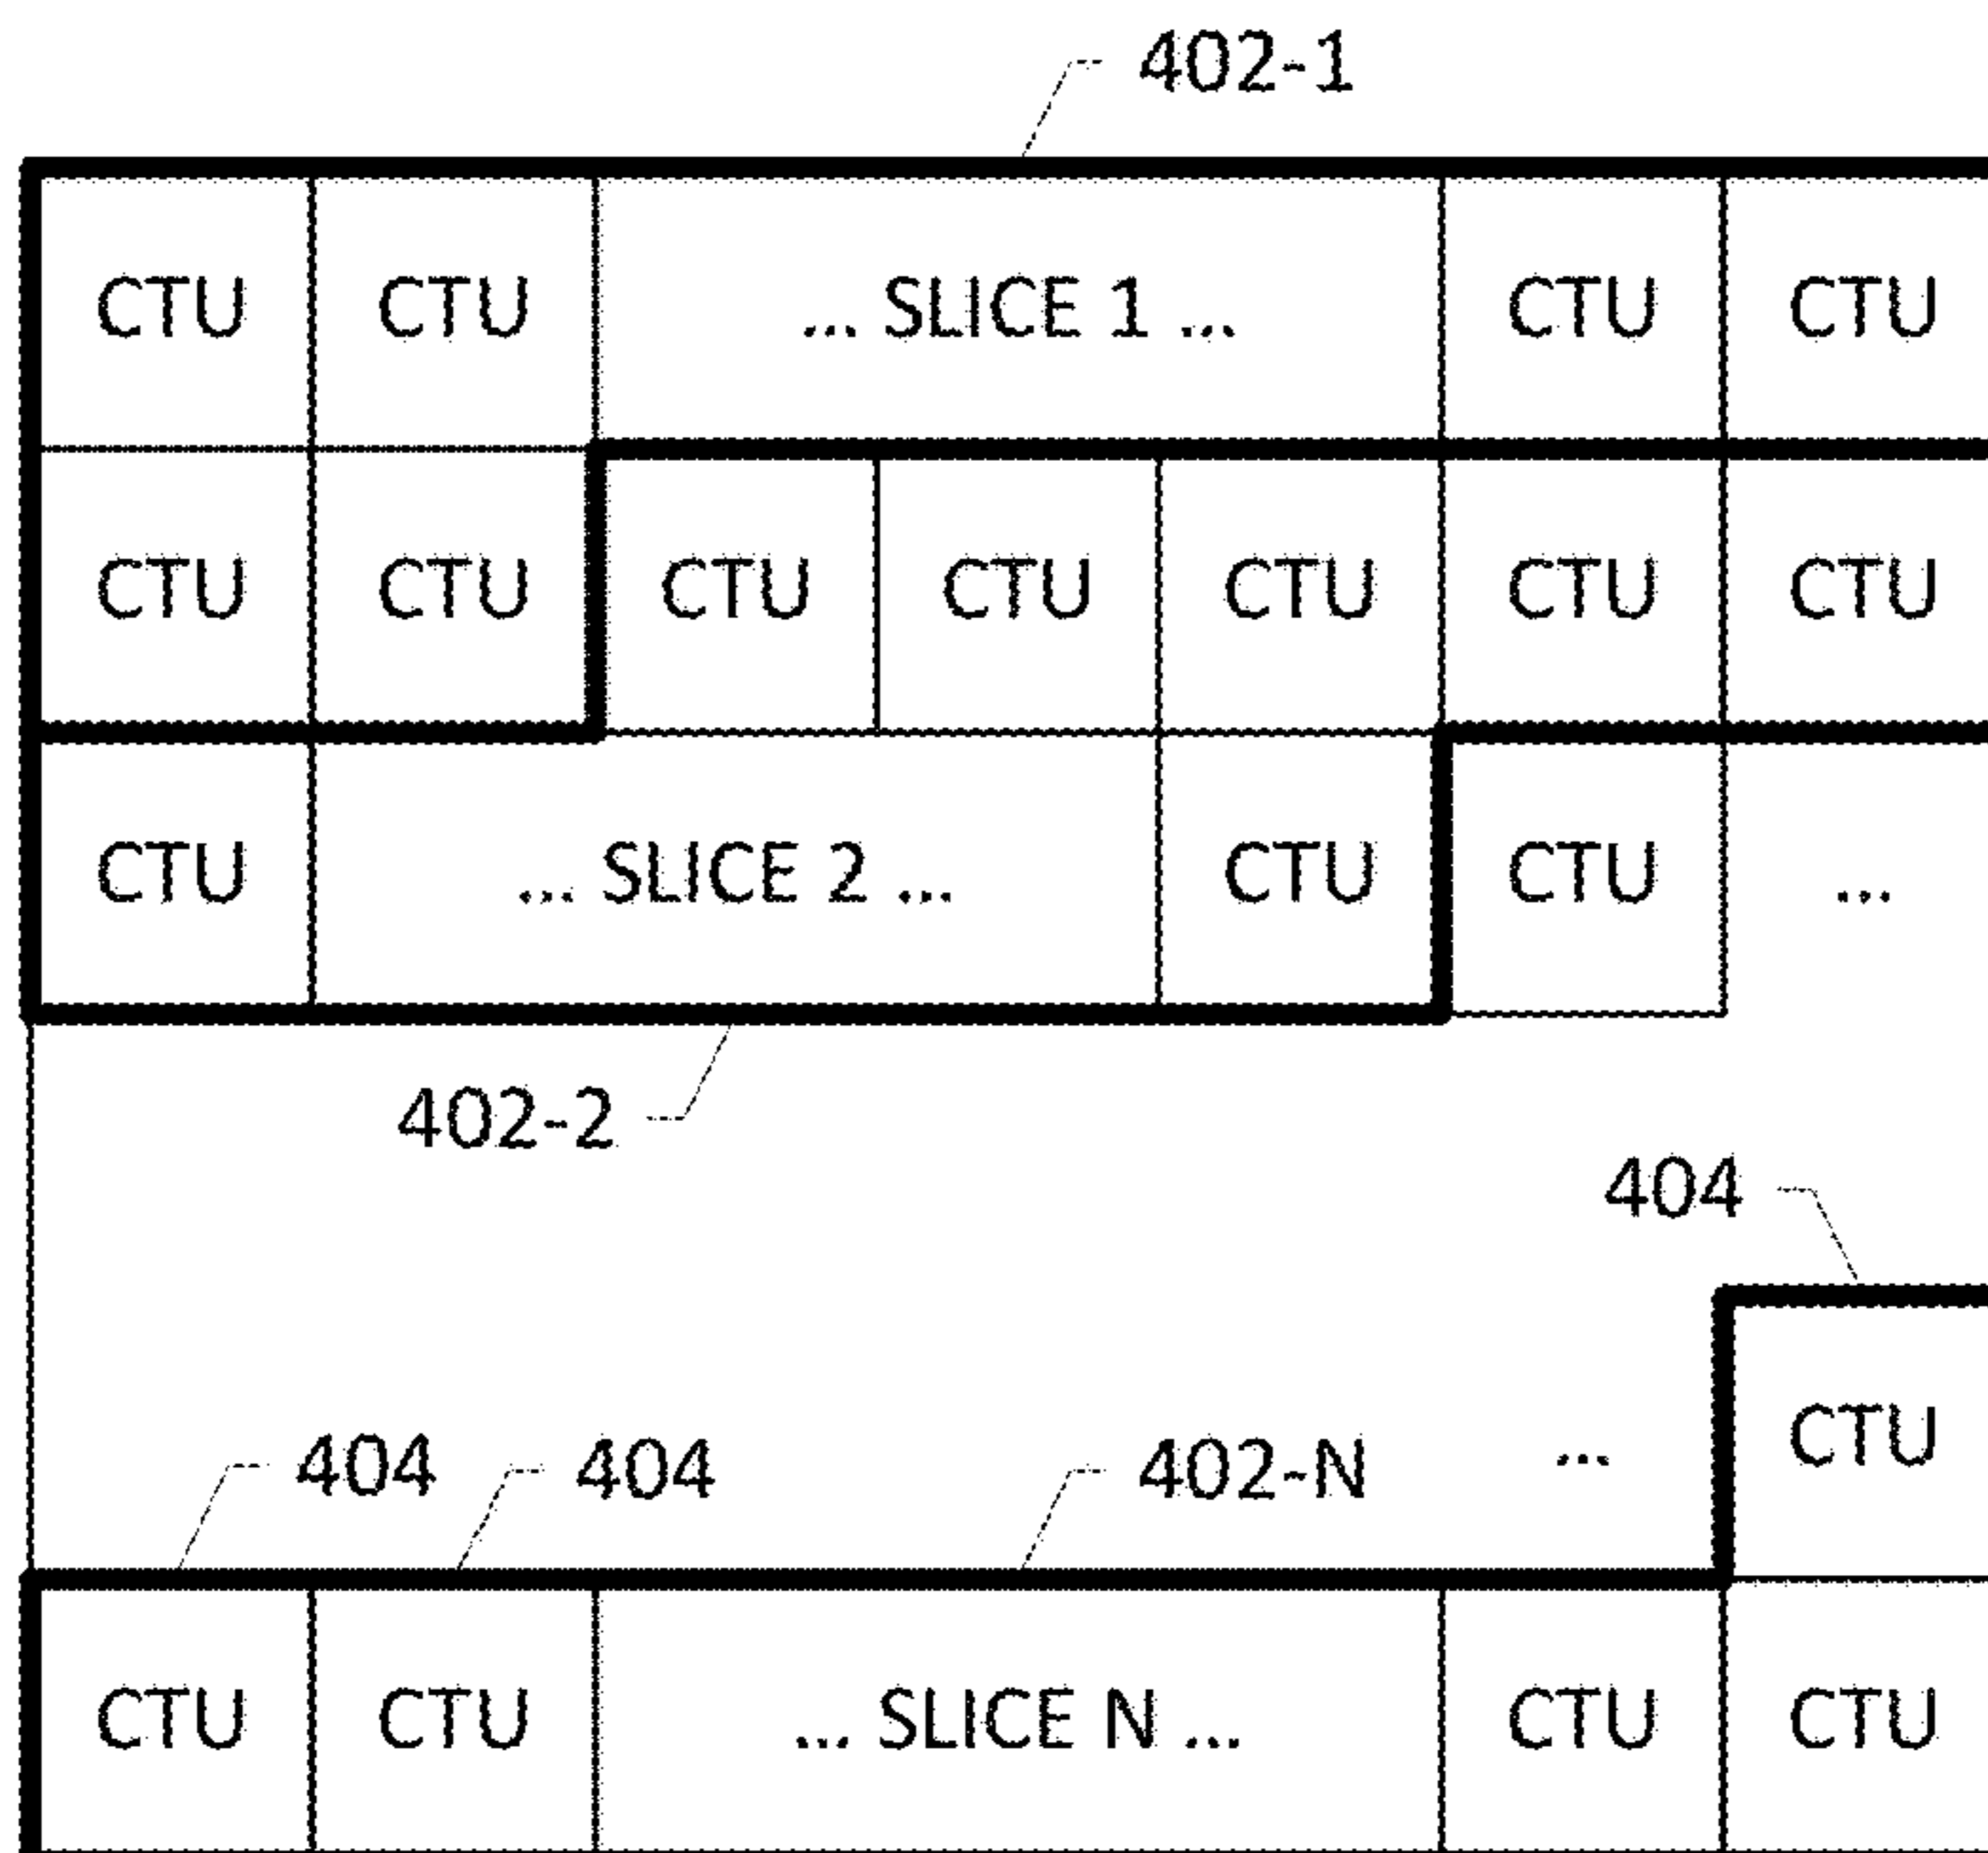 402-1
CTU CTU ... SLICE 1 ... CTU CTU
CTU CTU CTU CTU CTU CTU CTU
CTU ... SLICE 2 ... CTU CTU ...
402-2
404
... CTU
404 404 402-N
CTU CTU ... SLICE N ... CTU CTU